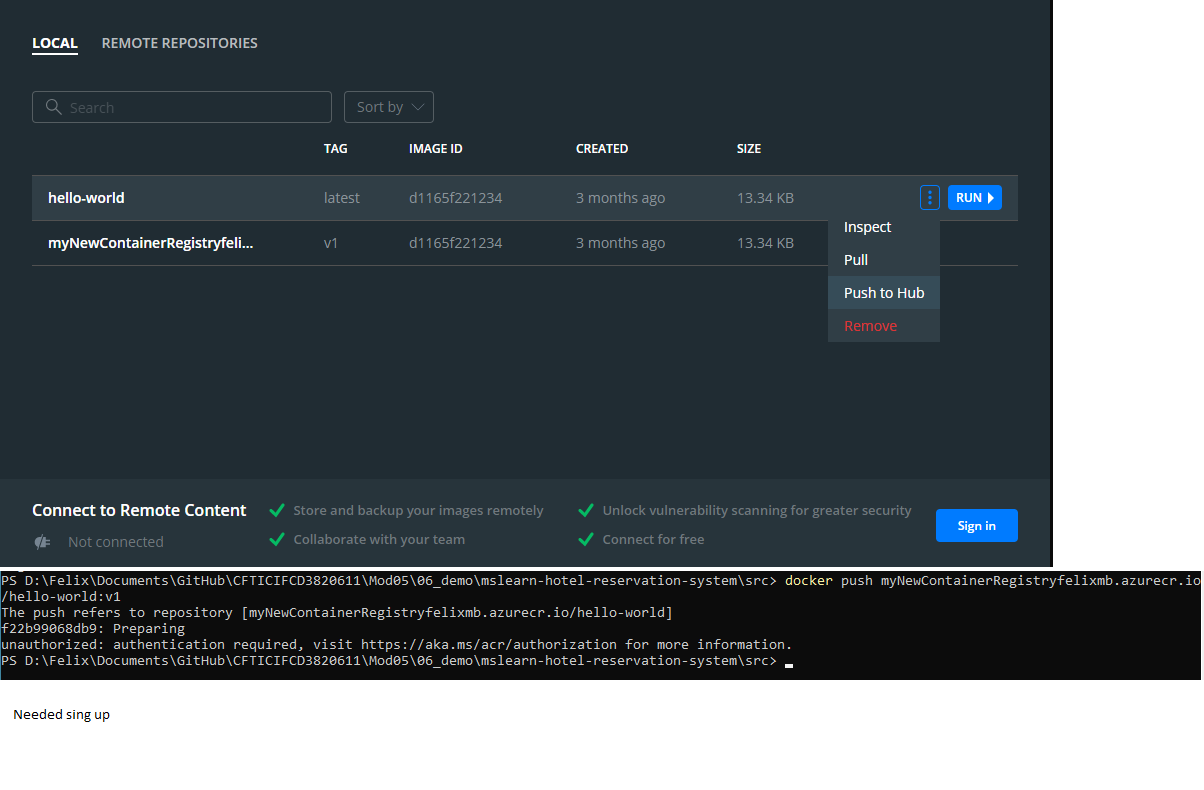 LOCAL REMOTE REPOSITORIES
Search Sort by
TAG IMAGE ID CREATED SIZE
hello-world latest d1165f221234 3 months ago 13.34 KB RUN
myNewContainerRegistryfeli... v1 d1165f221234 3 months ago 13.34 KB
Inspect
Pull
Push to Hub
Remove
Connect to Remote Content Store and backup your images remotely Unlock vulnerability scanning for greater security Sign in
Not connected Collaborate with your team Connect for free
PS D:\Felix\Documents\GitHub\CFTICIFCD3820611\Mod05\06_demo\mslearn-hotel-reservation-system\src> docker push myNewContainerRegistryfelixmb.azurecr.io
/hello-world:v1
The push refers to repository [myNewContainerRegistryfelixmb.azurecr.io/hello-world]
f22b99068db9: Preparing
unauthorized: authentication required, visit https://aka.ms/acr/authorization for more information.
PS D:\Felix\Documents\GitHub\CFTICIFCD3820611\Mod05\06_demo\mslearn-hotel-reservation-system\src>
Needed sing up